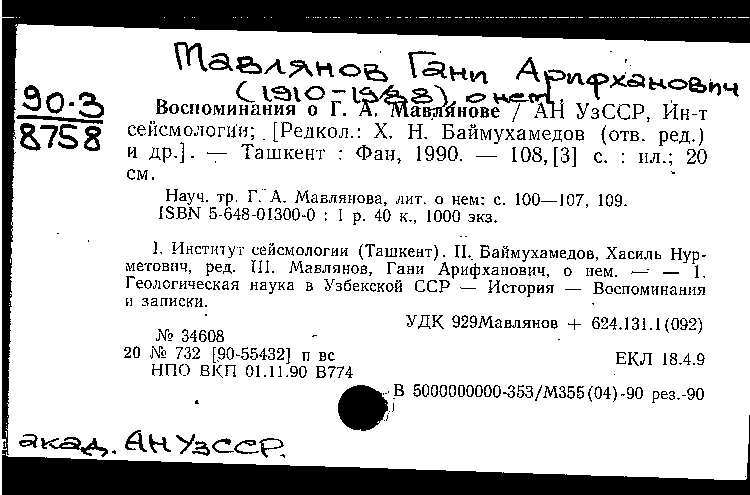 Мавлянов Гани Арифханович
(1910-1988), о нем
90-3
8758
Воспоминания о Г. А. Мавлянове / АН УзССР, Ин-т
сейсмологии; [Редкол.: Х. Н. Баймухамедов (отв. ред.)
и др.]. — Ташкент : Фан, 1990. — 108,[3] с. : ил.; 20
см.
Науч. тр. Г. А. Мавлянова, лит. о нем: с. 100—107, 109.
ISBN 5-648-01300-0 : 1 р. 40 к., 1000 экз.
I. Институт сейсмологии (Ташкент). II. Баймухамедов, Хасиль Нур-
метович, ред. III. Мавлянов, Гани Арифханович, о нем. — — 1.
Геологическая наука в Узбекской ССР — История — Воспоминания
и записки.
УДК 929Мавлянов + 624.131.1(092)
№ 34608
20 № 732 [90-55432] п вс
ЕКЛ 18.4.9
НПО ВКП 01.11.90 В774
В 5000000000-353/М355(04)-90 рез.-90
акад. АН УзССР.